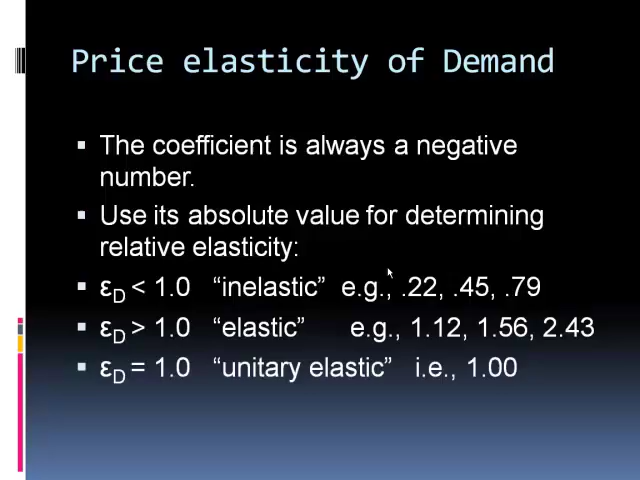 Price elasticity of Demand
▪ The coefficient is always a negative
number.
▪ Use its absolute value for determining
relative elasticity:
▪ εD < 1.0 “inelastic” e.g., .22, .45, .79
▪ εD > 1.0 “elastic” e.g., 1.12, 1.56, 2.43
▪ εD = 1.0 “unitary elastic” i.e., 1.00